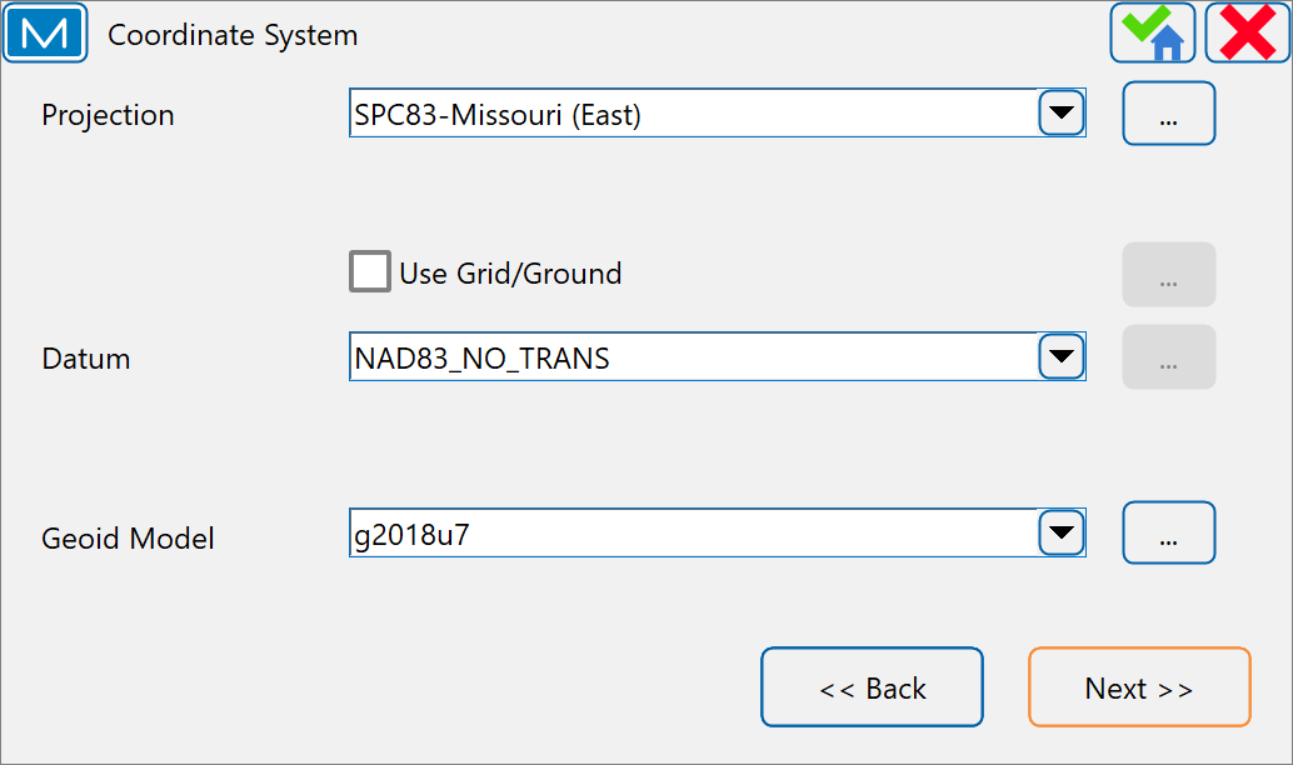 M Coordinate System
Projection SPC83-Missouri (East) ...
Use Grid/Ground ...
Datum NAD83_NO_TRANS ...
Geoid Model g2018u7 ...
<< Back Next >>